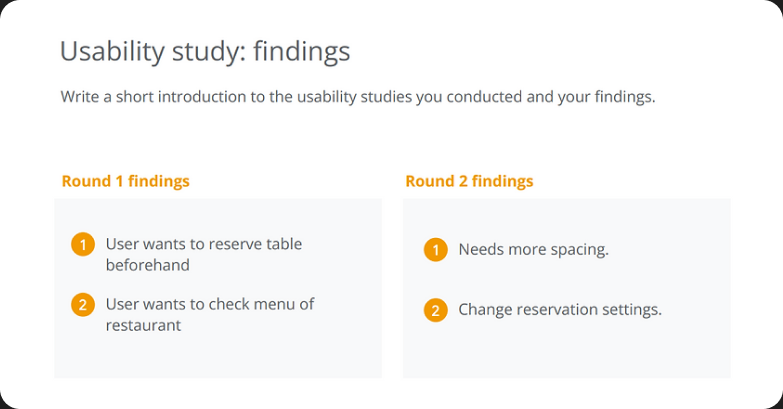 Usability study: findings
Write a short introduction to the usability studies you conducted and your findings.
Round 1 findings
1 User wants to reserve table
beforehand
2 User wants to check menu of
restaurant
Round 2 findings
1 Needs more spacing.
2 Change reservation settings.